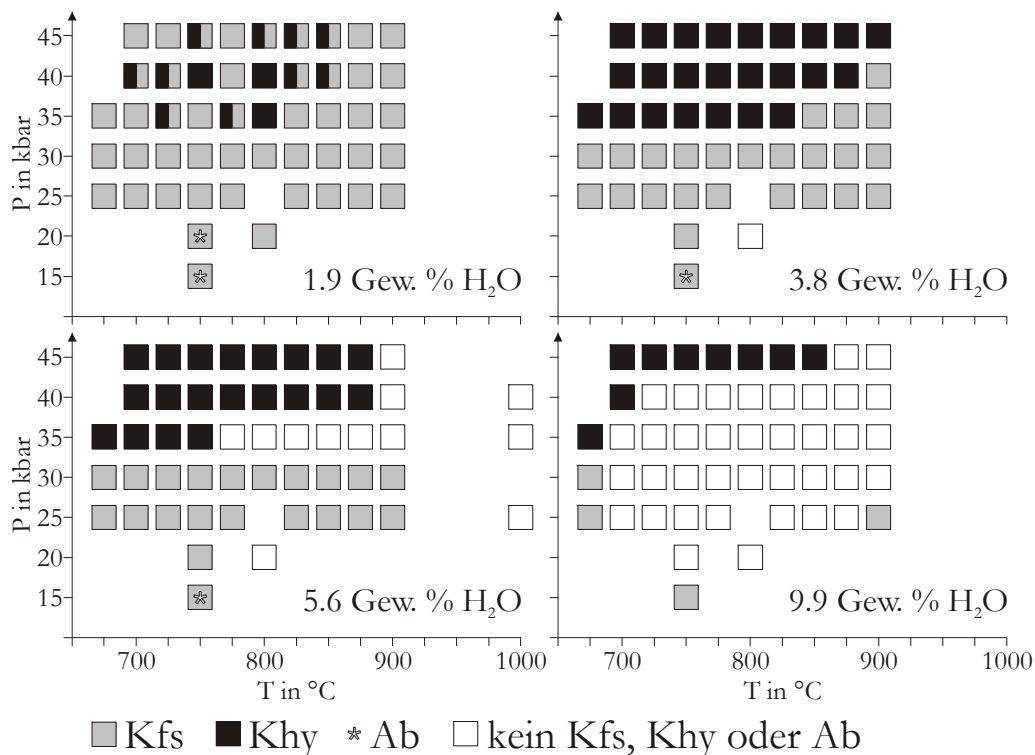 45
40
35
30
25
20
15
P in kbar
1.9 Gew. % H₂O
3.8 Gew. % H₂O
45
40
35
30
25
20
15
P in kbar
5.6 Gew. % H₂O
9.9 Gew. % H₂O
700 800 900 1000
700 800 900 1000
T in °C
T in °C
Kfs Khy Ab kein Kfs, Khy oder Ab